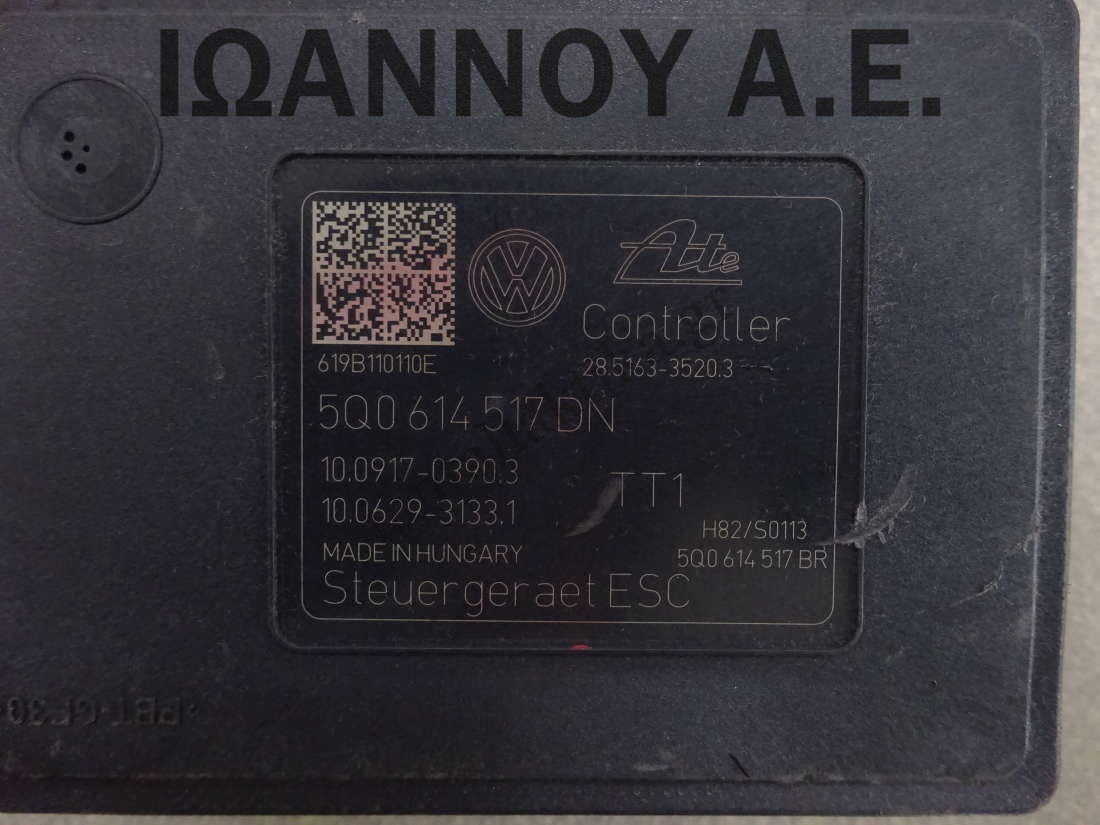 ΙΩΑΝΝΟΥ Α.Ε.
Ate
Controller
619B110110E
28.5163-3520.3
5Q0 614 517 DN
10.0917-0390.3
TT1
10.0629-3133.1
H82/S0113
MADE IN HUNGARY
5Q0 614 517 BR
Steuergeraet ESC